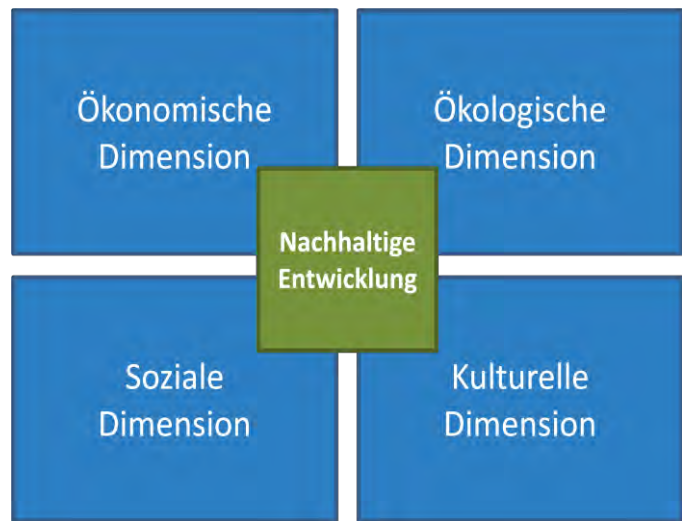 Ökonomische
Dimension
Ökologische
Dimension
Nachhaltige
Entwicklung
Soziale
Dimension
Kulturelle
Dimension